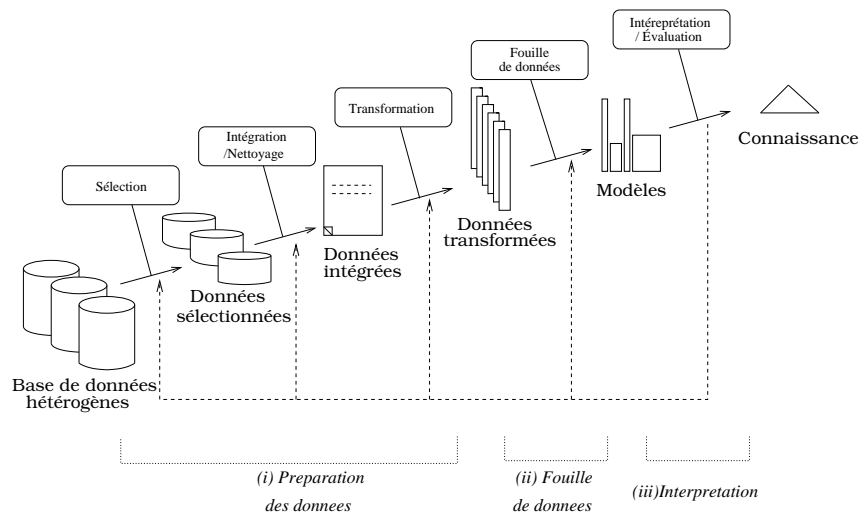 Intéreprétation
/ Évaluation
Fouille
de données
Transformation
Intégration
/Nettoyage
Sélection
Connaissance
Modèles
Données
transformées
Données
intégrées
Données
sélectionnées
Base de données
hétérogènes
(i) Preparation
des donnees
(ii) Fouille
de donnees
(iii)Interpretation